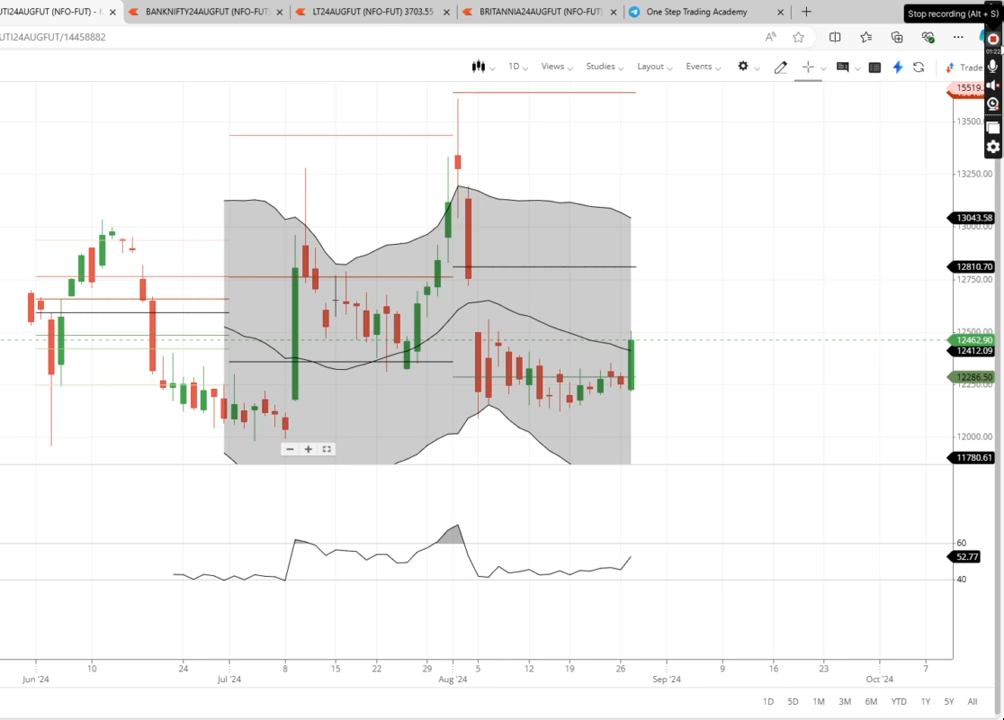 UTI24AUGFUT (NFO-FUT)
BANKNIFTY24AUGFUT (NFO-FUT
LT24AUGFUT (NFO-FUT) 3703.55
BRITANNIA24AUGFUT (NFO-FUT)
One Step Trading Academy
Stop recording (Alt + S)
UTI24AUGFUT/14458882
01:22
1D
Views
Studies
Layout
Events
Trade
15519.
13500.
13250.00
13043.58
13000.00
12810.70
12750.00
12500.00
12462.90
12412.09
12286.50
12250.00
12000.00
11780.61
60
52.77
40
10
24
8
15
22
29
5
12
19
26
9
16
23
7
Jun '24
Jul '24
Aug '24
Sep '24
Oct '24
1D
5D
1M
3M
6M
YTD
1Y
5Y
All